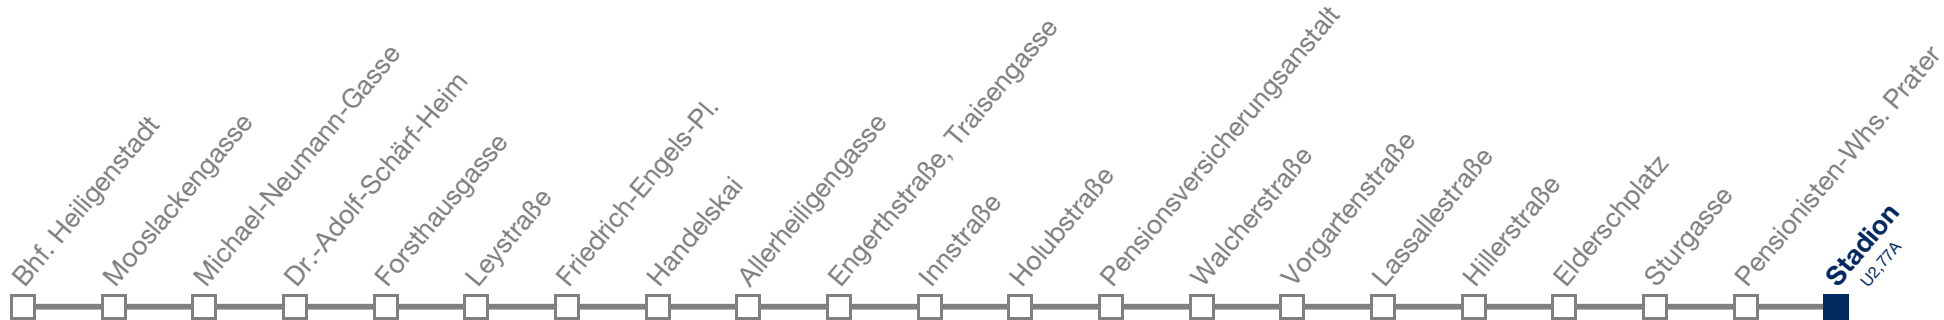 Bhf. Heiligenstadt
Mooslackengasse
Michael-Neumann-Gasse
Dr.-Adolf-Schärf-Heim
Forsthausgasse
Leystraße
Friedrich-Engels-Pl.
Handelskai
Allerheiligengasse
Engerthstraße, Traisengasse
Innstraße
Holubstraße
Pensionsversicherungsanstalt
Walcherstraße
Vorgartenstraße
Lassallestraße
Hillerstraße
Elderschplatz
Sturgasse
Pensionisten-Whs. Prater
Stadion
U2,77A